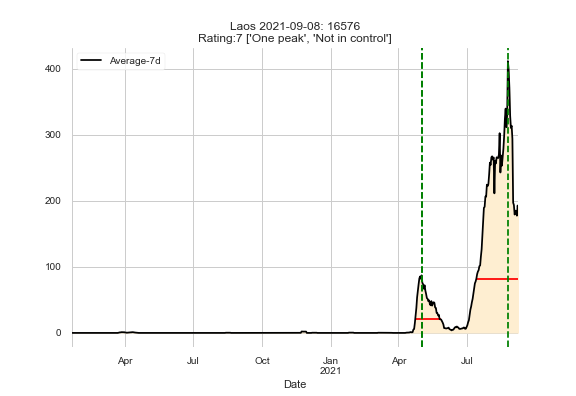 Laos 2021-09-08: 16576
Rating:7 ['One peak', 'Not in control']
Average-7d
400
300
200
100
0
Apr Jul Oct Jan Apr Jul
2021
Date